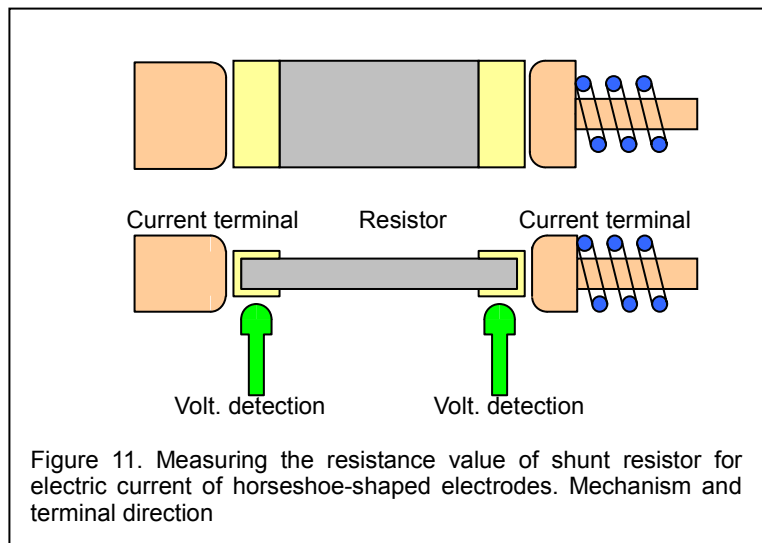 Current terminal Resistor Current terminal
Volt. detection Volt. detection
Figure 11. Measuring the resistance value of shunt resistor for
electric current of horseshoe-shaped electrodes. Mechanism and
terminal direction